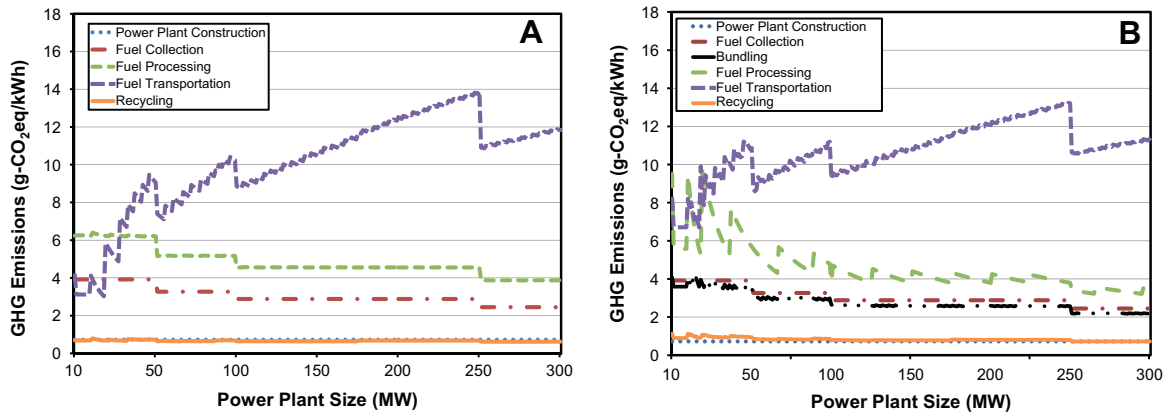 A
GHG Emissions (g-CO₂eq/kWh)
18
16
14
12
10
8
6
4
2
0
Power Plant Construction
Fuel Collection
Fuel Processing
Fuel Transportation
Recycling
10 50 100 150 200 250 300
Power Plant Size (MW)
B
GHG Emissions (g-CO₂eq/kWh)
18
16
14
12
10
8
6
4
2
0
Power Plant Construction
Fuel Collection
Bundling
Fuel Processing
Fuel Transportation
Recycling
10 50 100 150 200 250 300
Power Plant Size (MW)